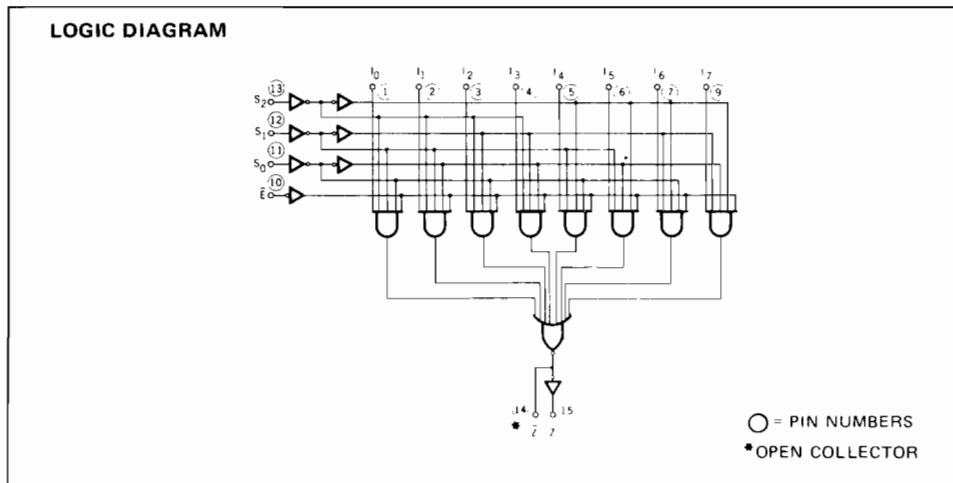 LOGIC DIAGRAM
I0 I1 I2 I3 I4 I5 I6 I7
13 1 2 3 4 5 6 7 9
S2
12
S1
11
S0
10
E̅
14 15
* Z̅ Z
○ = PIN NUMBERS
*OPEN COLLECTOR